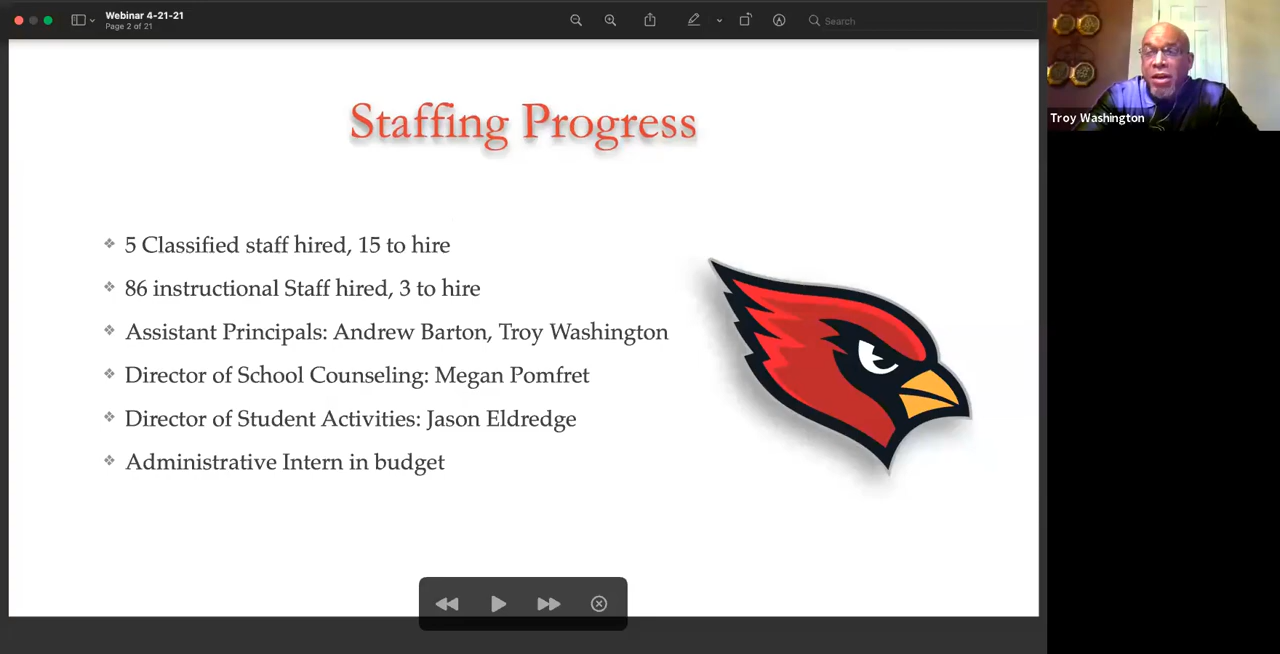 Webinar 4-21-21
Page 2 of 21
Search
Staffing Progress
5 Classified staff hired, 15 to hire
86 instructional Staff hired, 3 to hire
Assistant Principals: Andrew Barton, Troy Washington
Director of School Counseling: Megan Pomfret
Director of Student Activities: Jason Eldredge
Administrative Intern in budget
Troy Washington